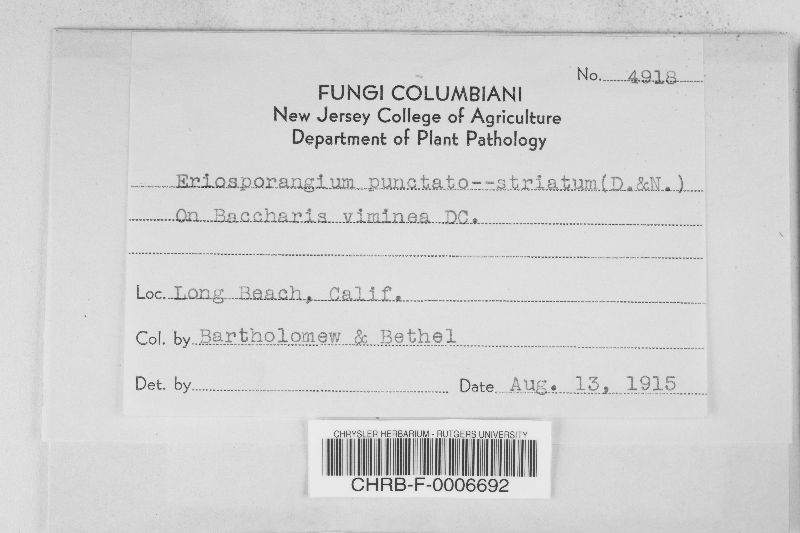 No. 4918
FUNGI COLUMBIANI
New Jersey College of Agriculture
Department of Plant Pathology
Eriosporangium punctato--striatum(D.&N.)
On Baccharis viminea DC.
Loc. Long Beach, Calif.
Col. by Bartholomew & Bethel
Det. by
Date Aug. 13, 1915
CHRYSLER HERBARIUM - RUTGERS UNIVERSITY
CHRB-F-0006692